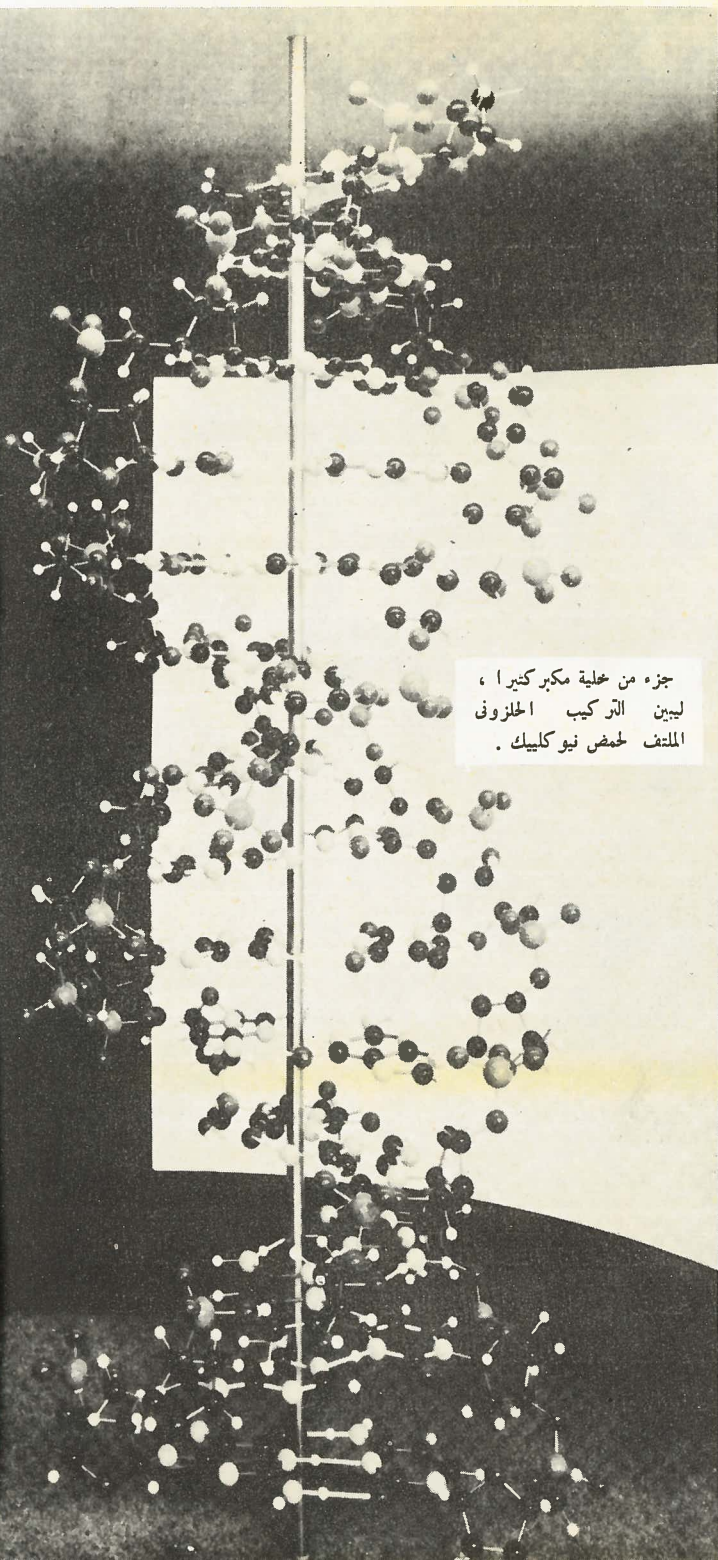 جزء من خلية مكبر كثيرا ،
ليبين التركيب الحلزونى
الملتف لحمض نيوكلييك .